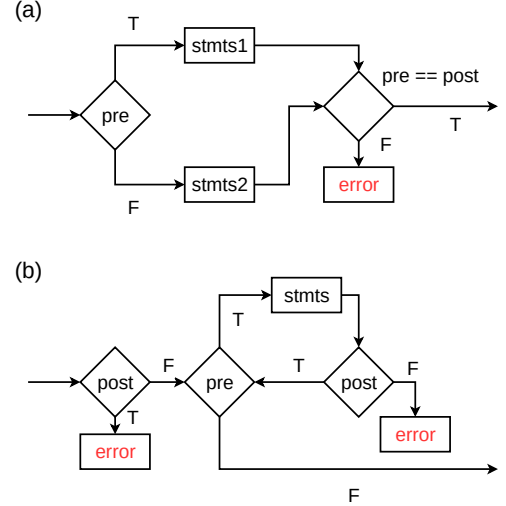 (a)
T
stmts1
pre == post
pre
T
F
F
stmts2
error
(b)
stmts
T
post
F
pre
T
post
F
T
error
error
F